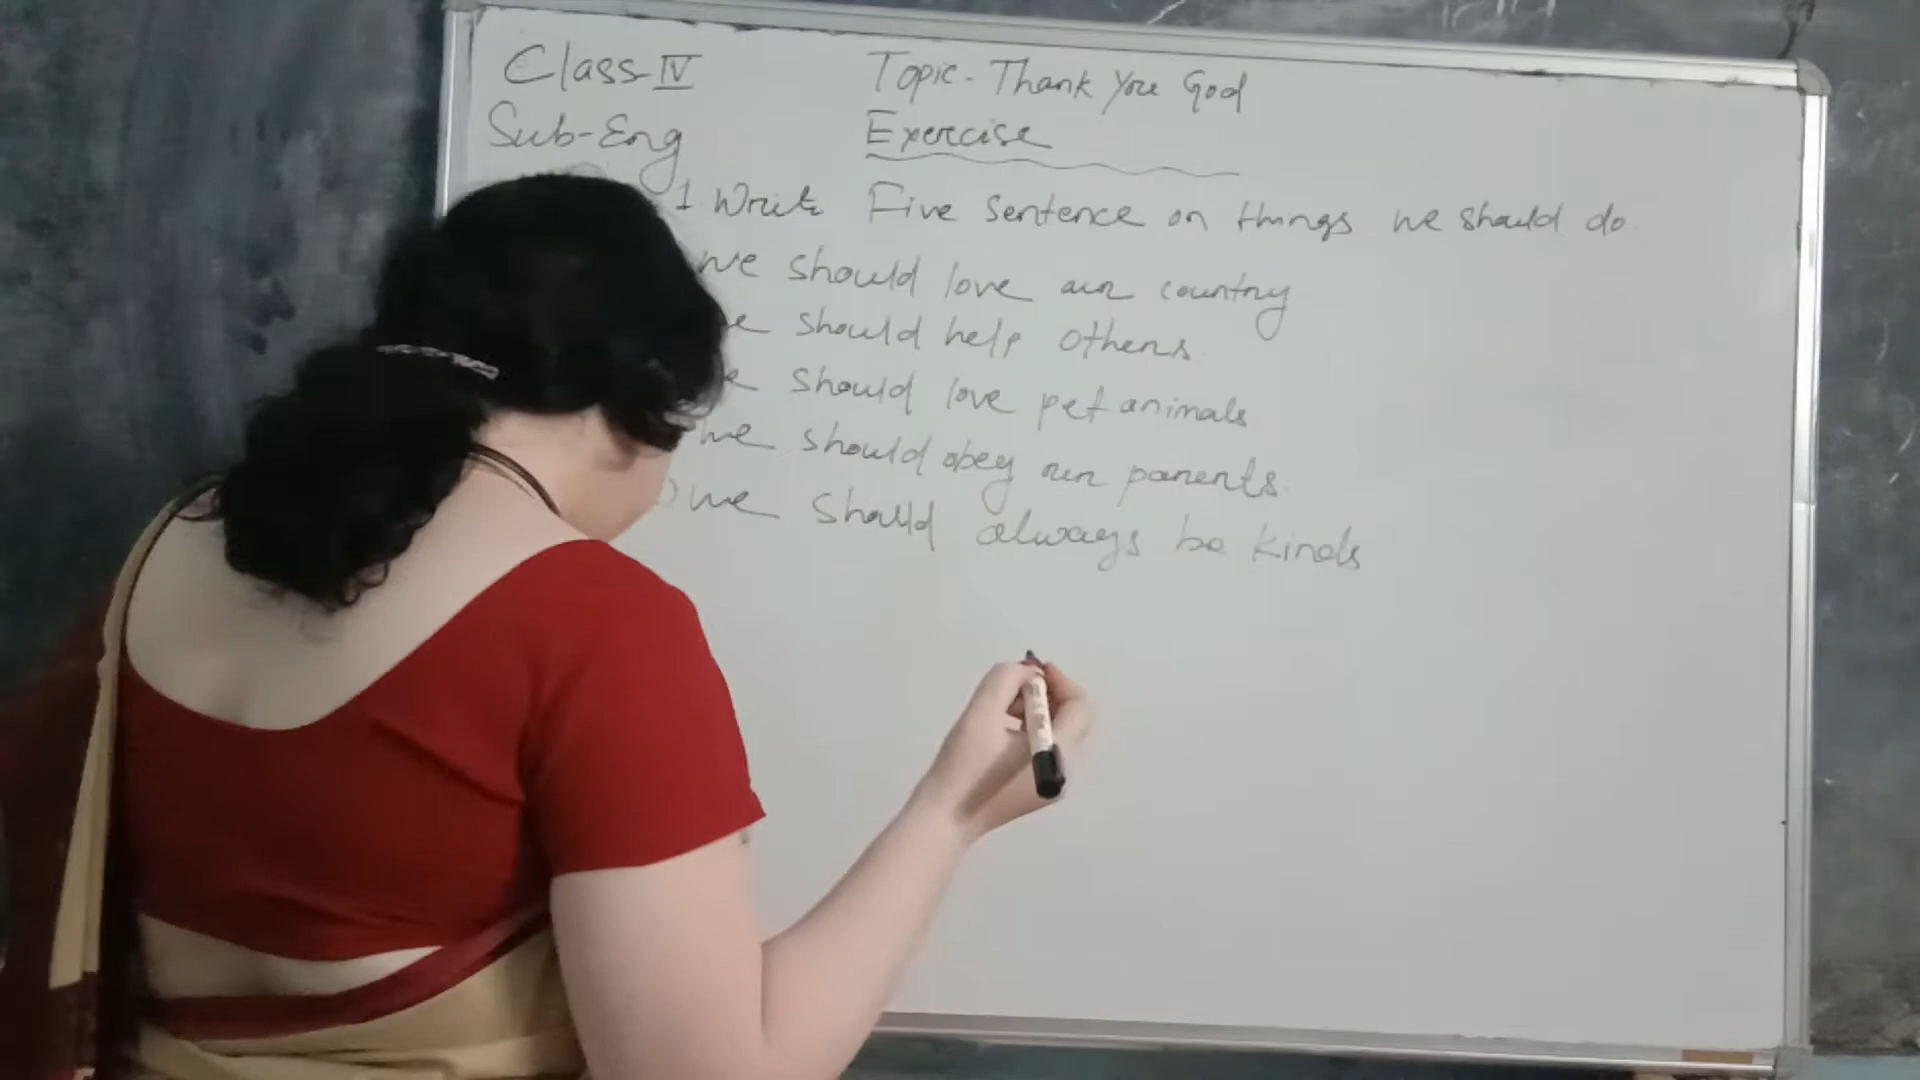 Class-IV
Topic - Thank You God
Sub-Eng
Exercise
1 Write Five Sentence on things we should do.
we should love our country
should help others
should love pet animals
we should obey our parents.
we should always be kinds